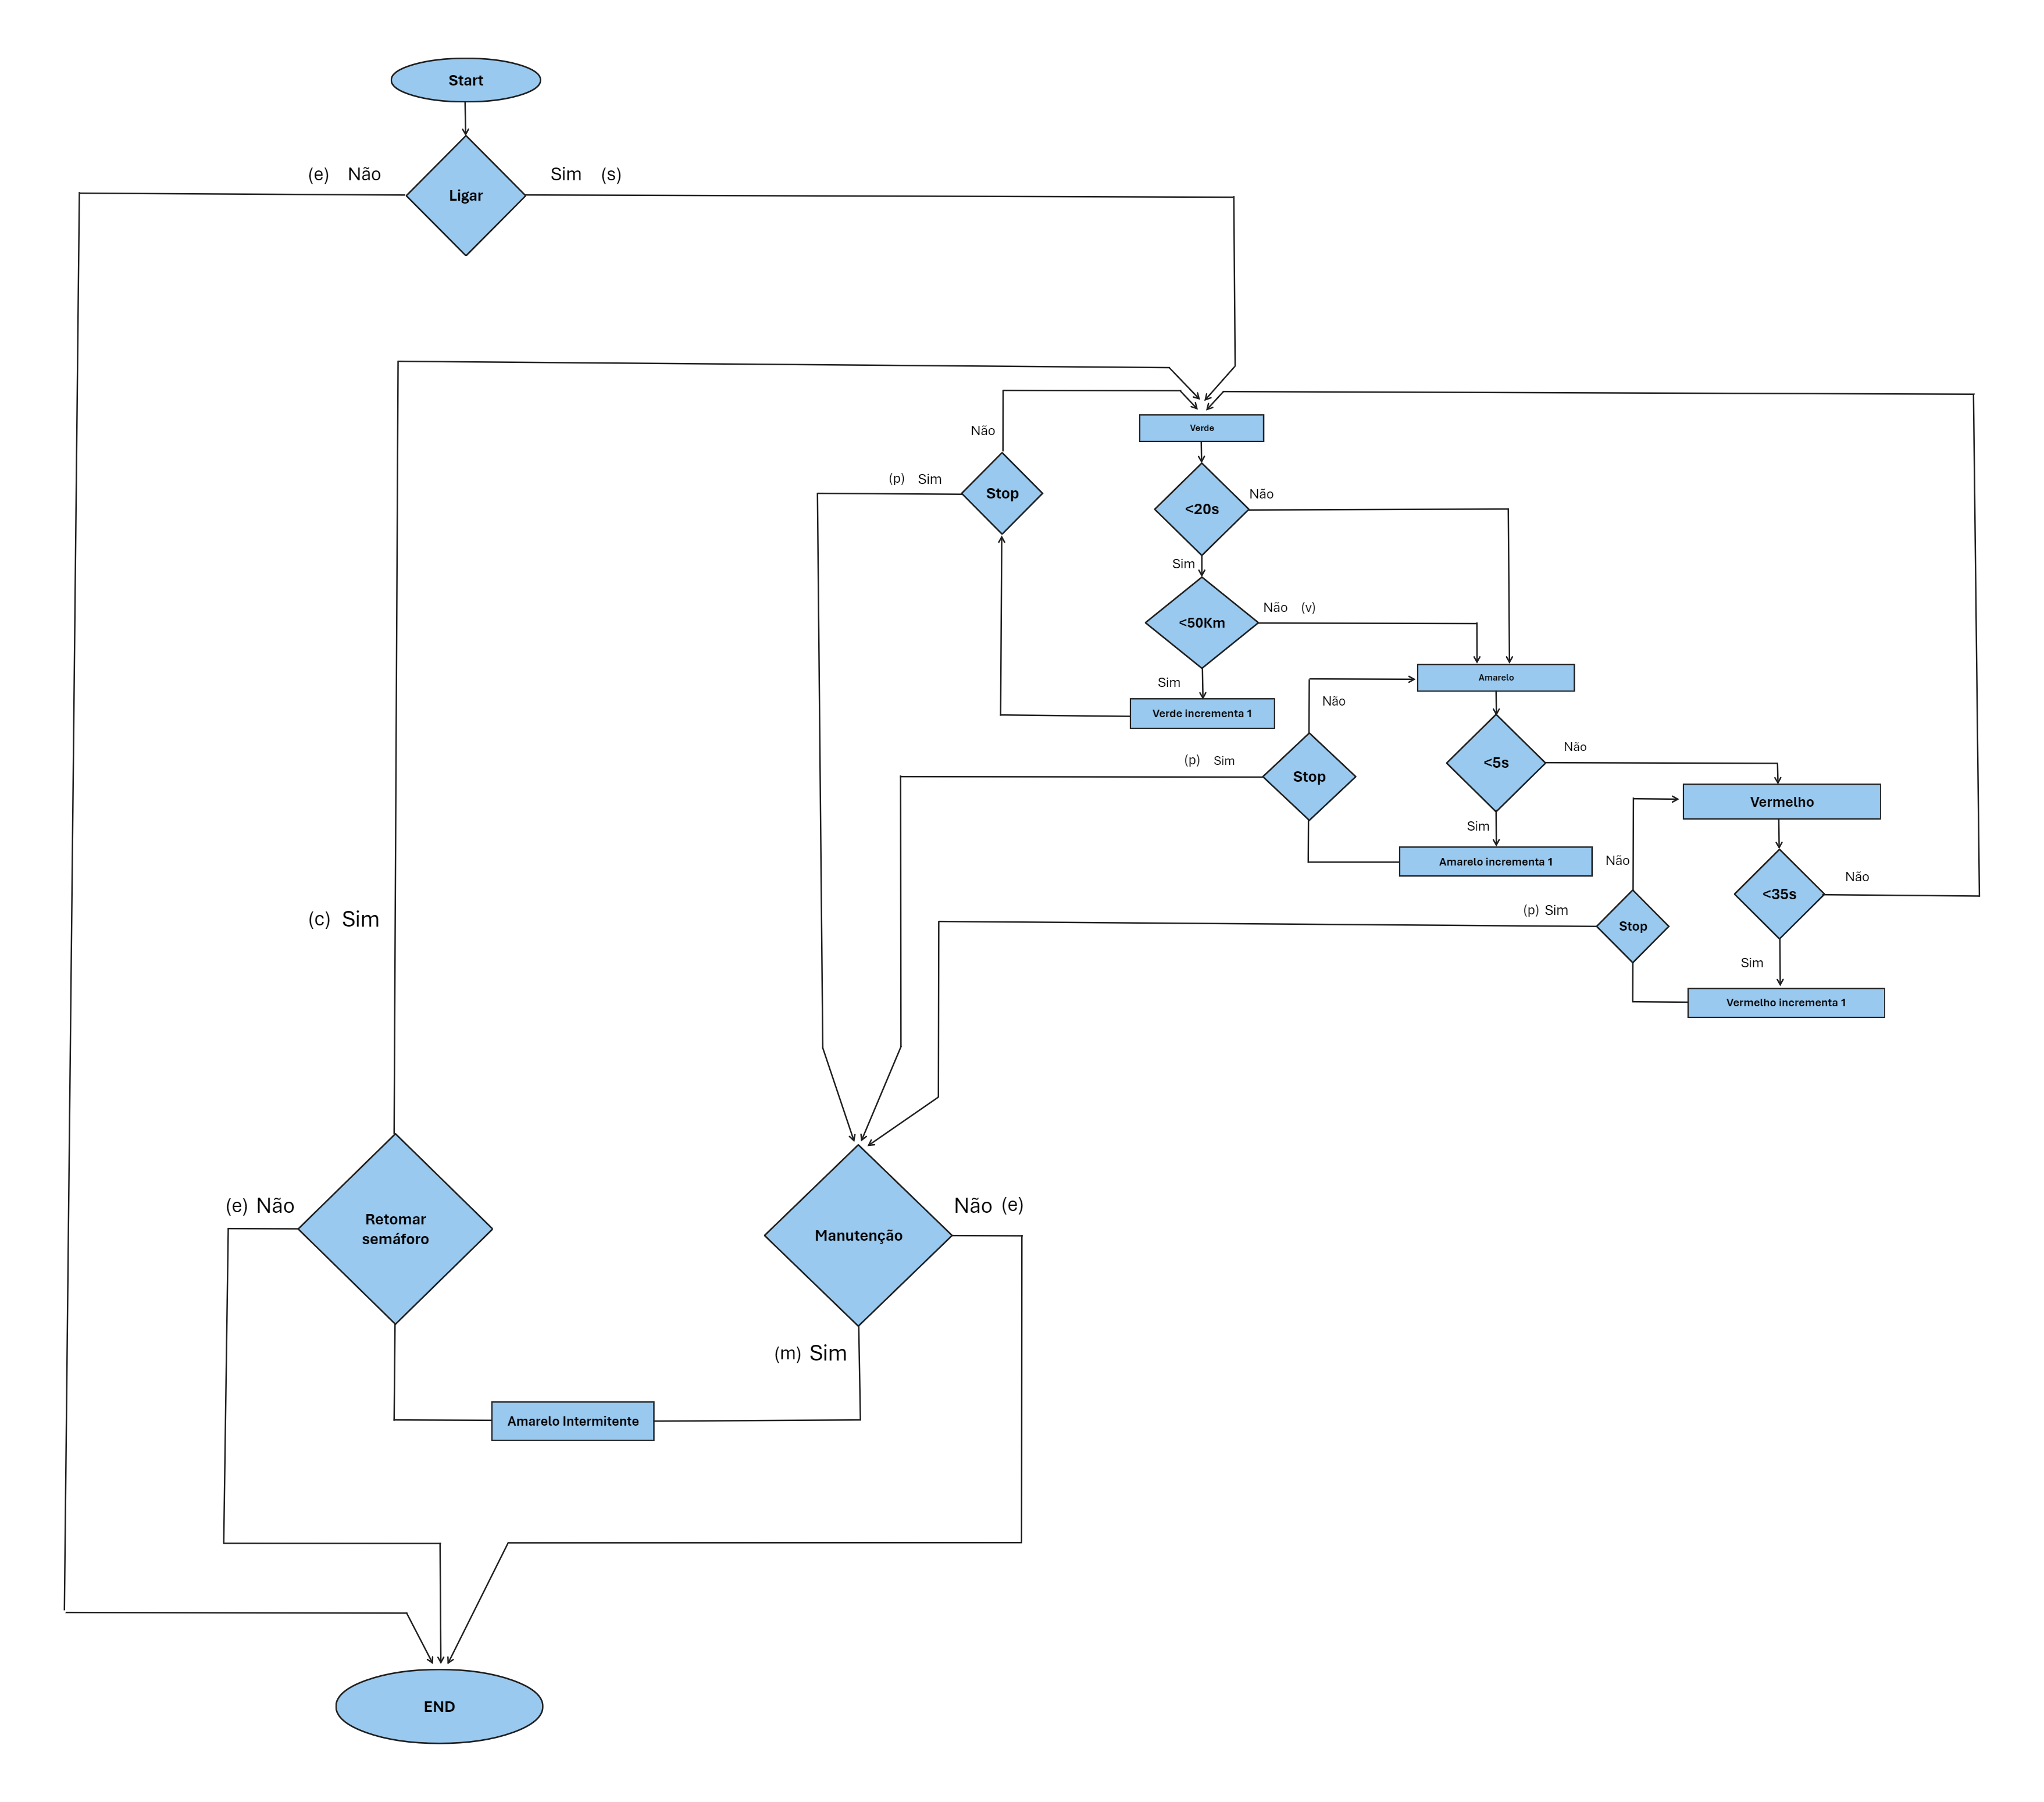 Start
(e) Não
Sim (s)
Ligar
Verde
Não
(p) Sim
Stop
<20s
Não
Sim
<50Km
Não (v)
Sim
Verde incrementa 1
Amarelo
Não
(p) Sim
Stop
<5s
Não
Sim
Amarelo incrementa 1
Vermelho
Não
(p) Sim
Stop
<35s
Não
Sim
Vermelho incrementa 1
(c) Sim
(e) Não
Retomar
semáforo
Manutenção
Não (e)
(m) Sim
Amarelo Intermitente
END